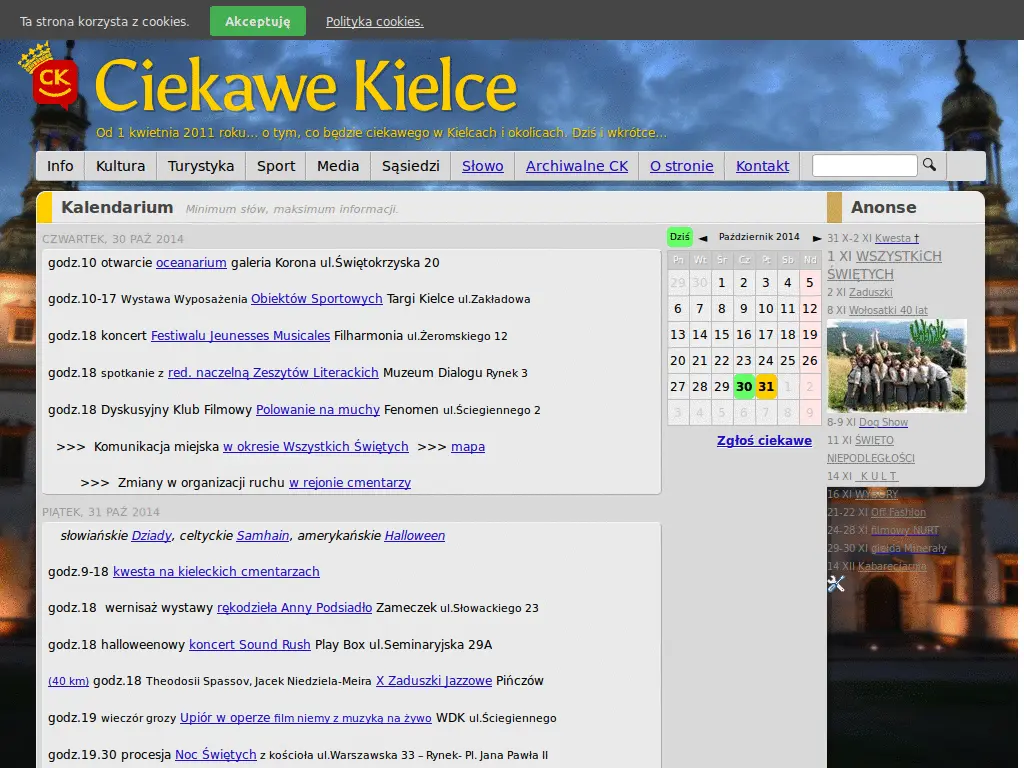 Ta strona korzysta z cookies.
Akceptuję
Polityka cookies.
CK
Ciekawe Kielce
Od 1 kwietnia 2011 roku... o tym, co będzie ciekawego w Kielcach i okolicach. Dziś i wkrótce...
Info Kultura Turystyka Sport Media Sąsiedzi Słowo Archiwalne CK O stronie Kontakt
Kalendarium Minimum słów, maksimum informacji.
CZWARTEK, 30 PAŹ 2014
godz.10 otwarcie oceanarium galeria Korona ul.Świętokrzyska 20
godz.10-17 Wystawa Wyposażenia Obiektów Sportowych Targi Kielce ul.Zakładowa
godz.18 koncert Festiwalu Jeunesses Musicales Filharmonia ul.Żeromskiego 12
godz.18 spotkanie z red. naczelną Zeszytów Literackich Muzeum Dialogu Rynek 3
godz.18 Dyskusyjny Klub Filmowy Polowanie na muchy Fenomen ul.Ściegiennego 2
>>> Komunikacja miejska w okresie Wszystkich Świętych >>> mapa
>>> Zmiany w organizacji ruchu w rejonie cmentarzy
PIĄTEK, 31 PAŹ 2014
słowiańskie Dziady, celtyckie Samhain, amerykańskie Halloween
godz.9-18 kwesta na kieleckich cmentarzach
godz.18 wernisaż wystawy rękodzieła Anny Podsiadło Zameczek ul.Słowackiego 23
godz.18 halloweenowy koncert Sound Rush Play Box ul.Seminaryjska 29A
(40 km) godz.18 Theodosii Spassov, Jacek Niedziela-Meira X Zaduszki Jazzowe Pińczów
godz.19 wieczór grozy Upiór w operze film niemy z muzyką na żywo WDK ul.Ściegiennego
godz.19.30 procesja Noc Świętych z kościoła ul.Warszawska 33 – Rynek- Pl. Jana Pawła II
Dziś ◄ Październik 2014 ►
Pn Wt Śr Cz Pt Sb Nd
29 30 1 2 3 4 5
6 7 8 9 10 11 12
13 14 15 16 17 18 19
20 21 22 23 24 25 26
27 28 29 30 31 1 2
3 4 5 6 7 8 9
Zgłoś ciekawe
Anonse
31 X-2 XI Kwesta †
1 XI WSZYSTKiCH
ŚWIĘTYCH
2 XI Zaduszki
8 XI Wołosatki 40 lat
8-9 XI Dog Show
11 XI ŚWIĘTO
NIEPODLEGŁOŚCI
14 XI K U L T
16 XI WYBORY
21-22 XI Off Fashion
24-28 XI filmowy NURT
29-30 XI giełda Minerały
14 XII Kabarecjarnia